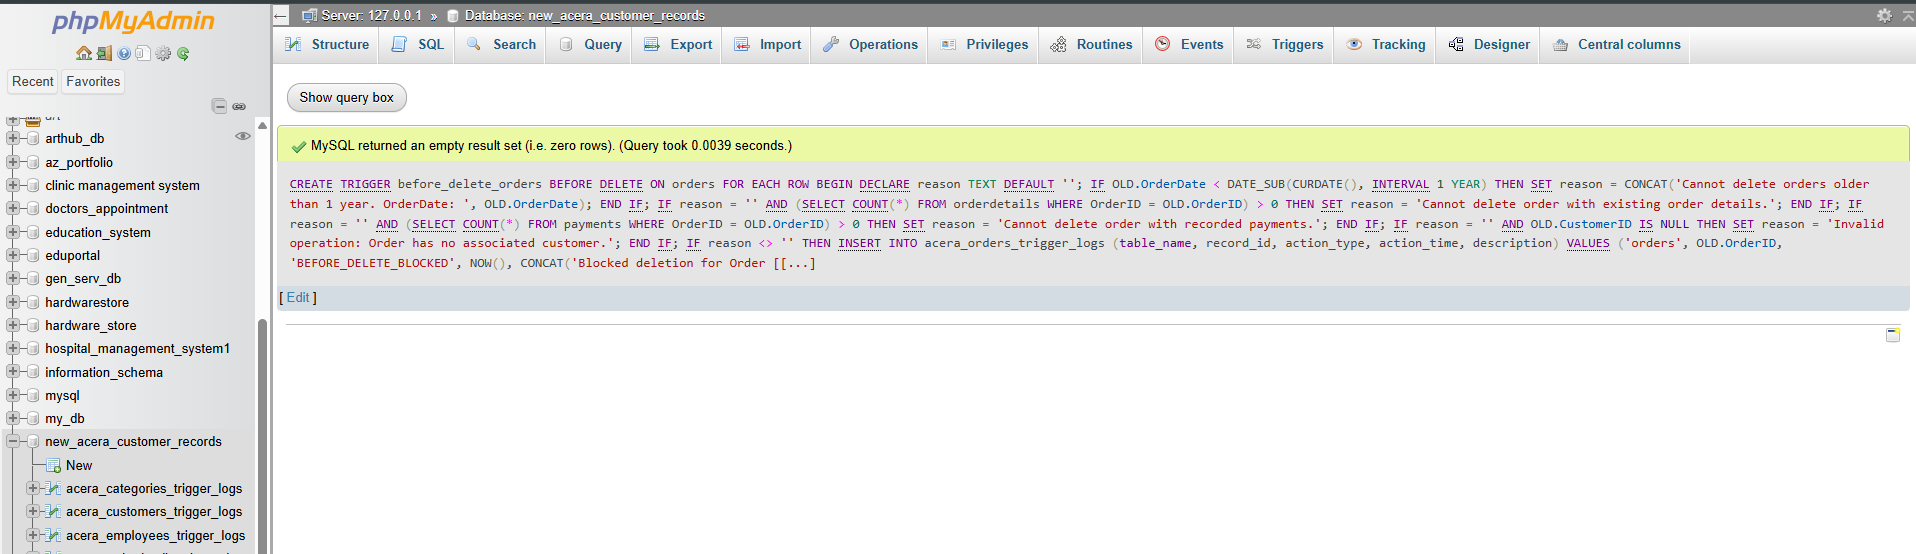 phpMyAdmin
Recent
Favorites
arthub_db
az_portfolio
clinic management system
doctors_appointment
education_system
eduportal
gen_serv_db
hardwarestore
hardware_store
hospital_management_system1
information_schema
mysql
my_db
new_acera_customer_records
New
acera_categories_trigger_logs
acera_customers_trigger_logs
acera_employees_trigger_logs
Server: 127.0.0.1 » Database: new_acera_customer_records
Structure SQL Search Query Export Import Operations Privileges Routines Events Triggers Tracking Designer Central columns
Show query box
MySQL returned an empty result set (i.e. zero rows). (Query took 0.0039 seconds.)
CREATE TRIGGER before_delete_orders BEFORE DELETE ON orders FOR EACH ROW BEGIN DECLARE reason TEXT DEFAULT ''; IF OLD.OrderDate < DATE_SUB(CURDATE(), INTERVAL 1 YEAR) THEN SET reason = CONCAT('Cannot delete orders older
than 1 year. OrderDate: ', OLD.OrderDate); END IF; IF reason = '' AND (SELECT COUNT(*) FROM orderdetails WHERE OrderID = OLD.OrderID) > 0 THEN SET reason = 'Cannot delete order with existing order details.'; END IF; IF
reason = '' AND (SELECT COUNT(*) FROM payments WHERE OrderID = OLD.OrderID) > 0 THEN SET reason = 'Cannot delete order with recorded payments.'; END IF; IF reason = '' AND OLD.CustomerID IS NULL THEN SET reason = 'Invalid
operation: Order has no associated customer.'; END IF; IF reason <> '' THEN INSERT INTO acera_orders_trigger_logs (table_name, record_id, action_type, action_time, description) VALUES ('orders', OLD.OrderID,
'BEFORE_DELETE_BLOCKED', NOW(), CONCAT('Blocked deletion for Order [[...]
[ Edit ]